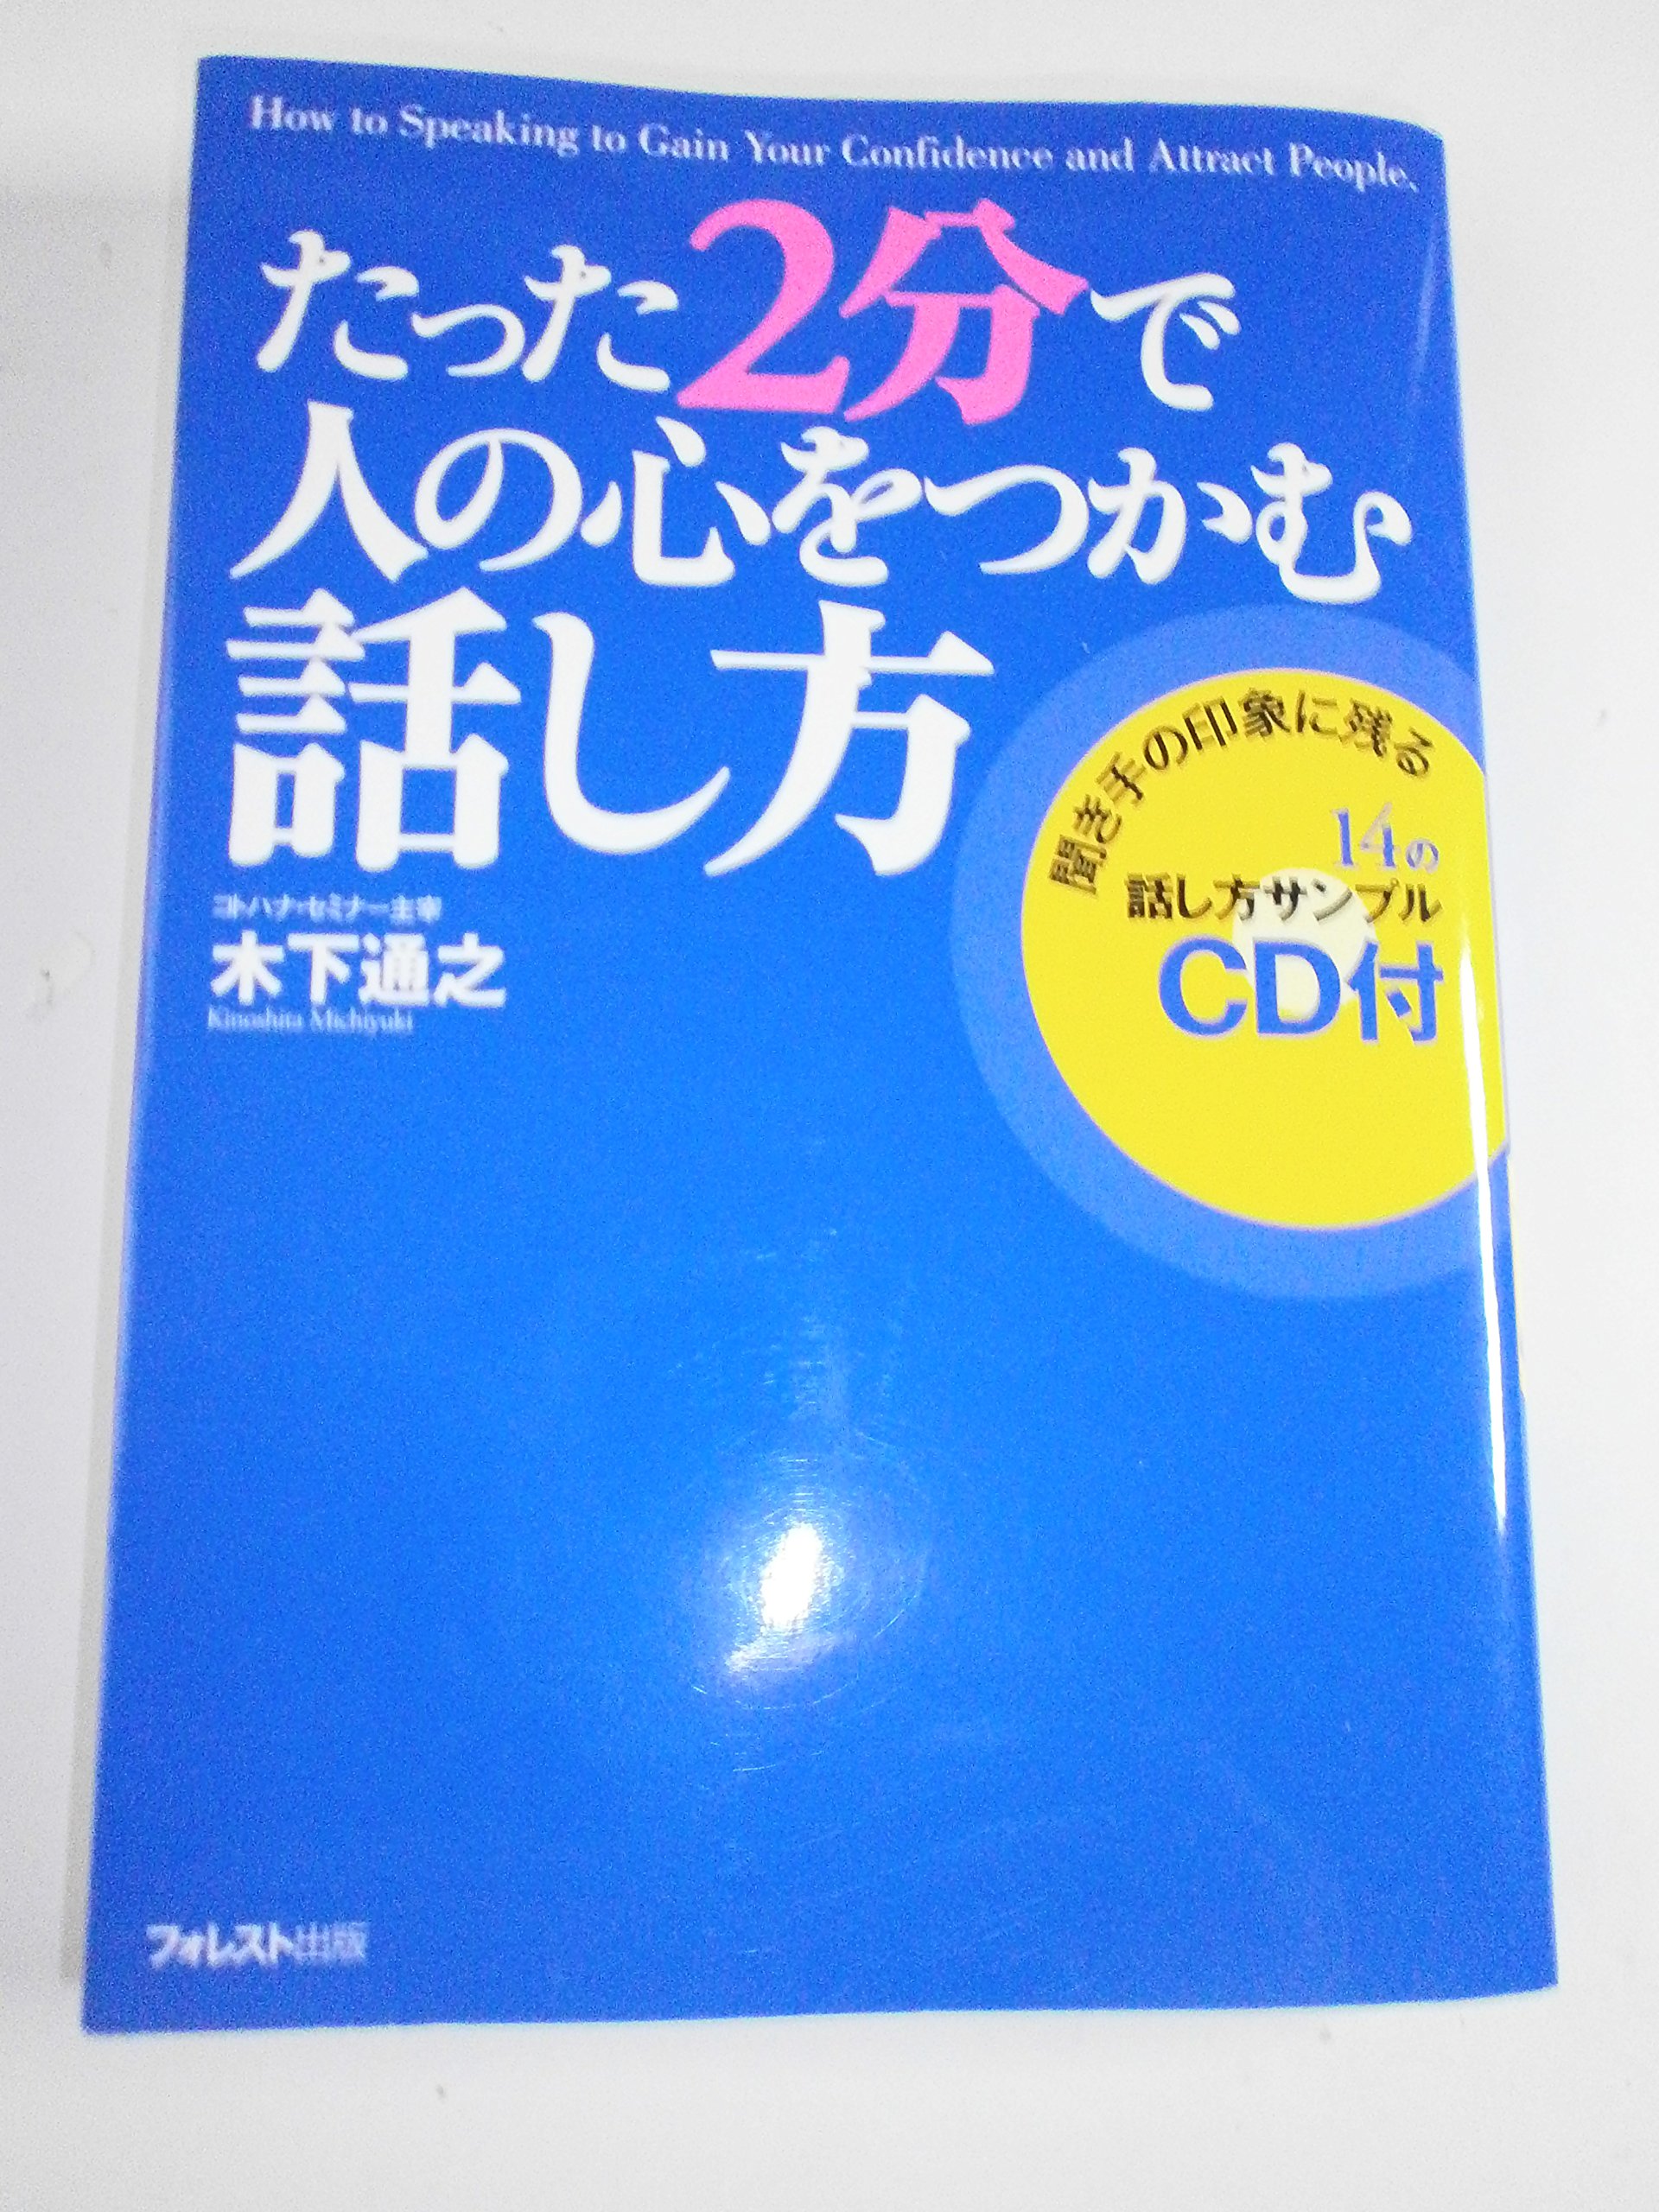 How to Speaking to Gain Your Confidence and Attract People.
たった2分で
人の心をつかむ
話し方
聞き手の印象に残る
14の
話し方サンプル
CD付
コトハナ・セミナー主宰
木下通之
Kinoshita Michiyuki
フォレスト出版